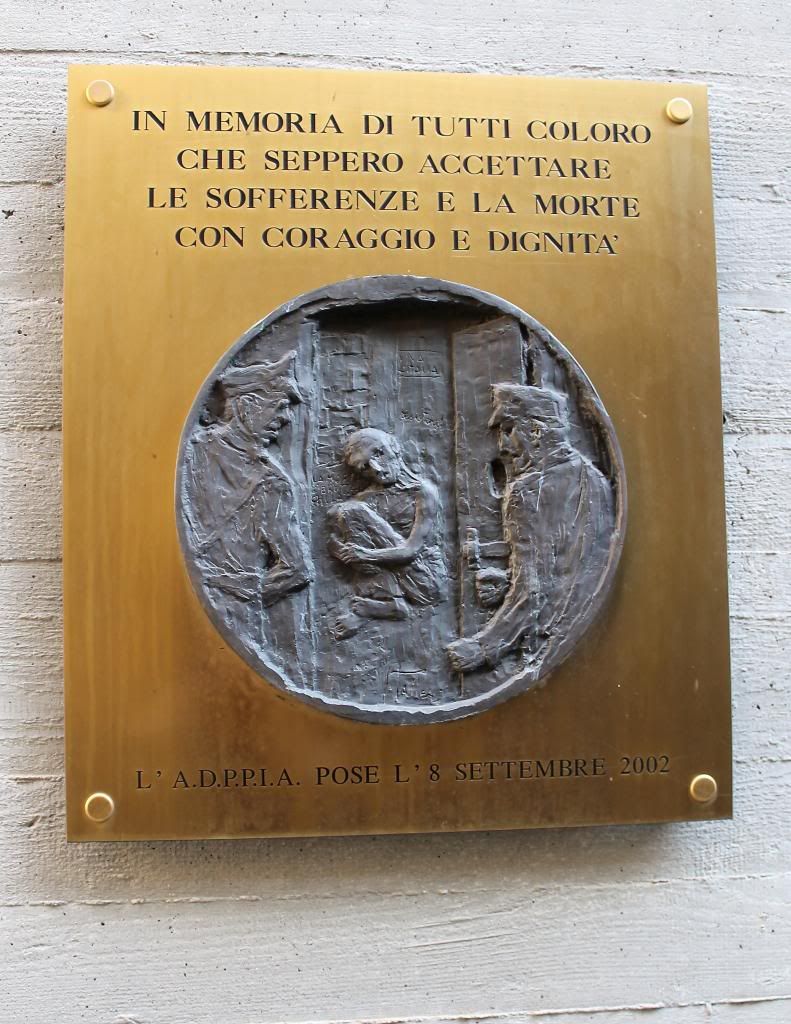 IN MEMORIA DI TUTTI COLORO
CHE SEPPERO ACCETTARE
LE SOFFERENZE E LA MORTE
CON CORAGGIO E DIGNITA'
L' A.D.P.P.I.A. POSE L' 8 SETTEMBRE 2002